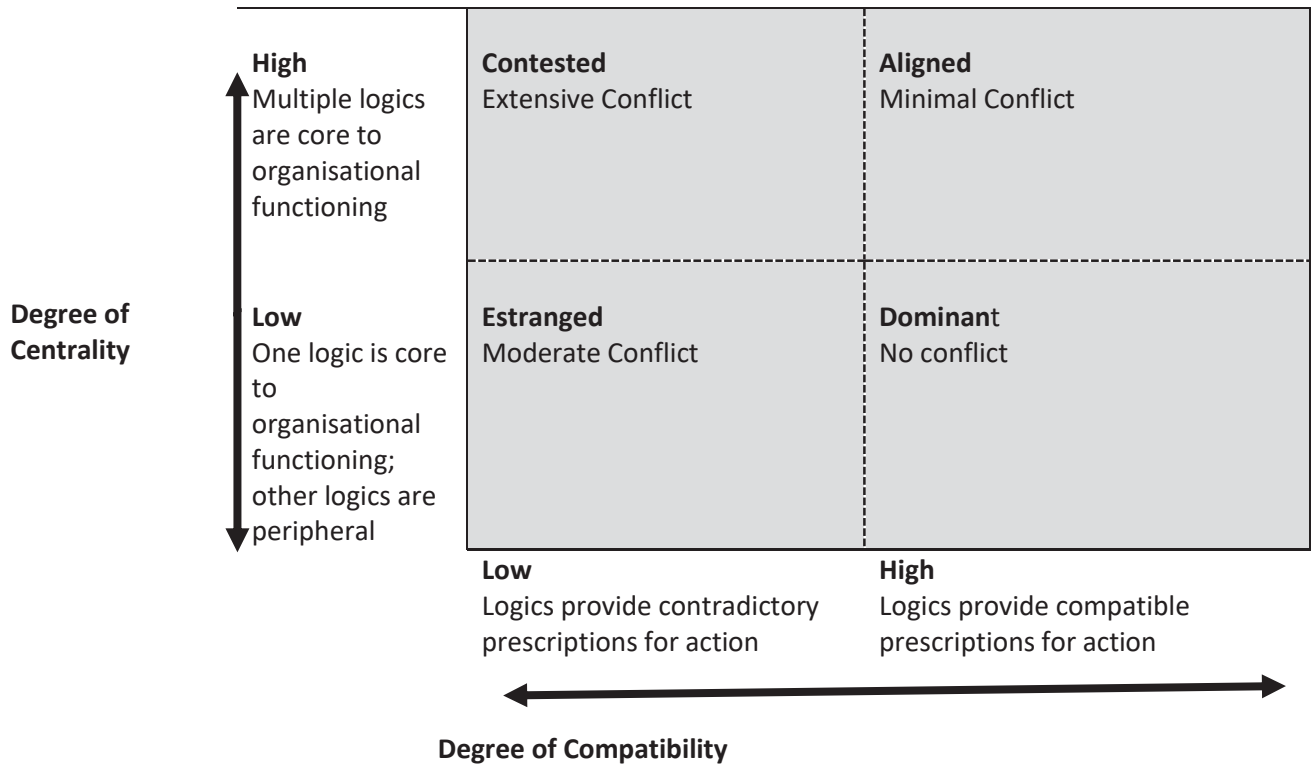 High
Multiple logics
are core to
organisational
functioning
Contested
Extensive Conflict
Aligned
Minimal Conflict
Degree of
Centrality
Low
One logic is core
to
organisational
functioning;
other logics are
peripheral
Estranged
Moderate Conflict
Dominant
No conflict
Low
Logics provide contradictory
prescriptions for action
High
Logics provide compatible
prescriptions for action
Degree of Compatibility